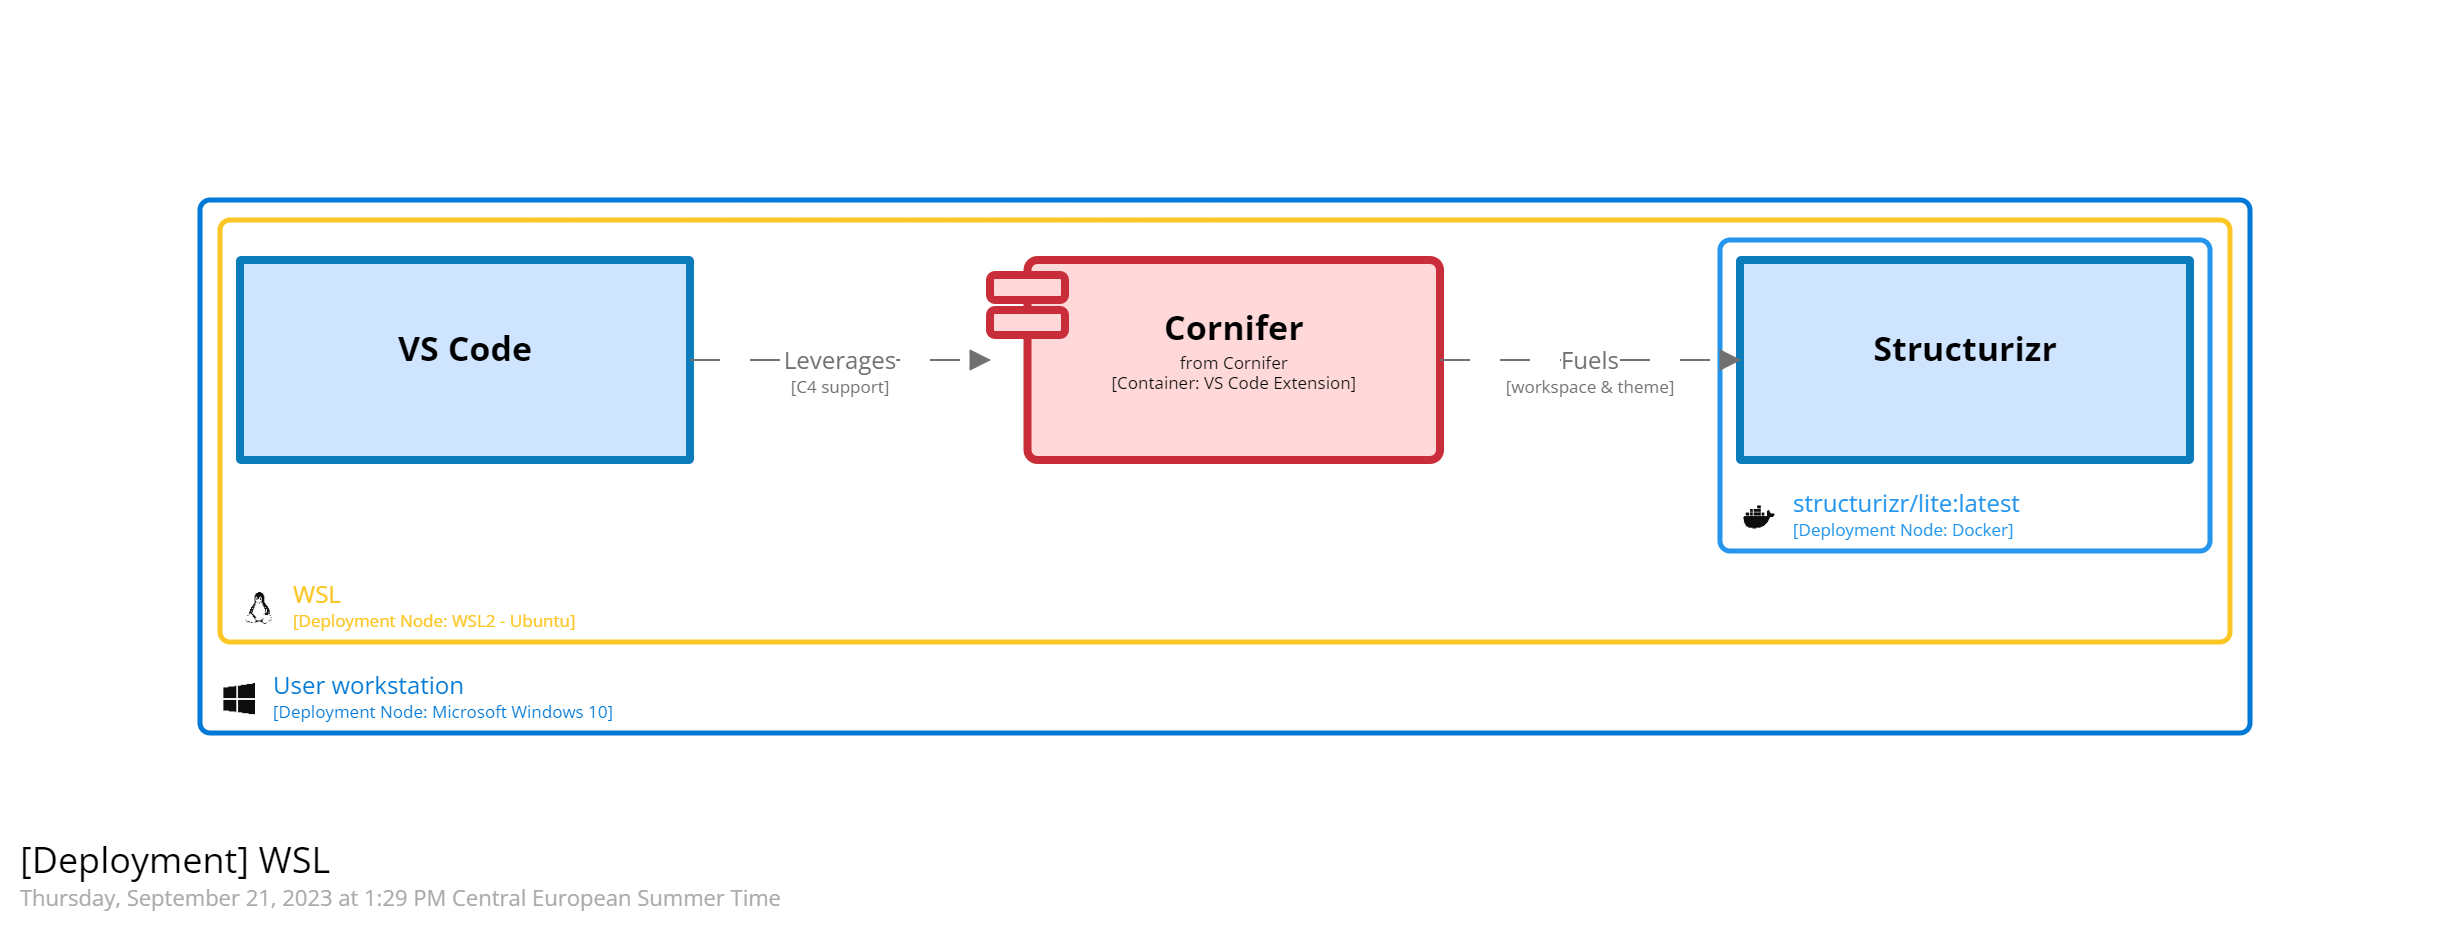 VS Code
Leverages
[C4 support]
Cornifer
from Cornifer
[Container: VS Code Extension]
Fuels
[workspace & theme]
Structurizr
structurizr/lite:latest
[Deployment Node: Docker]
WSL
[Deployment Node: WSL2 - Ubuntu]
User workstation
[Deployment Node: Microsoft Windows 10]
[Deployment] WSL
Thursday, September 21, 2023 at 1:29 PM Central European Summer Time